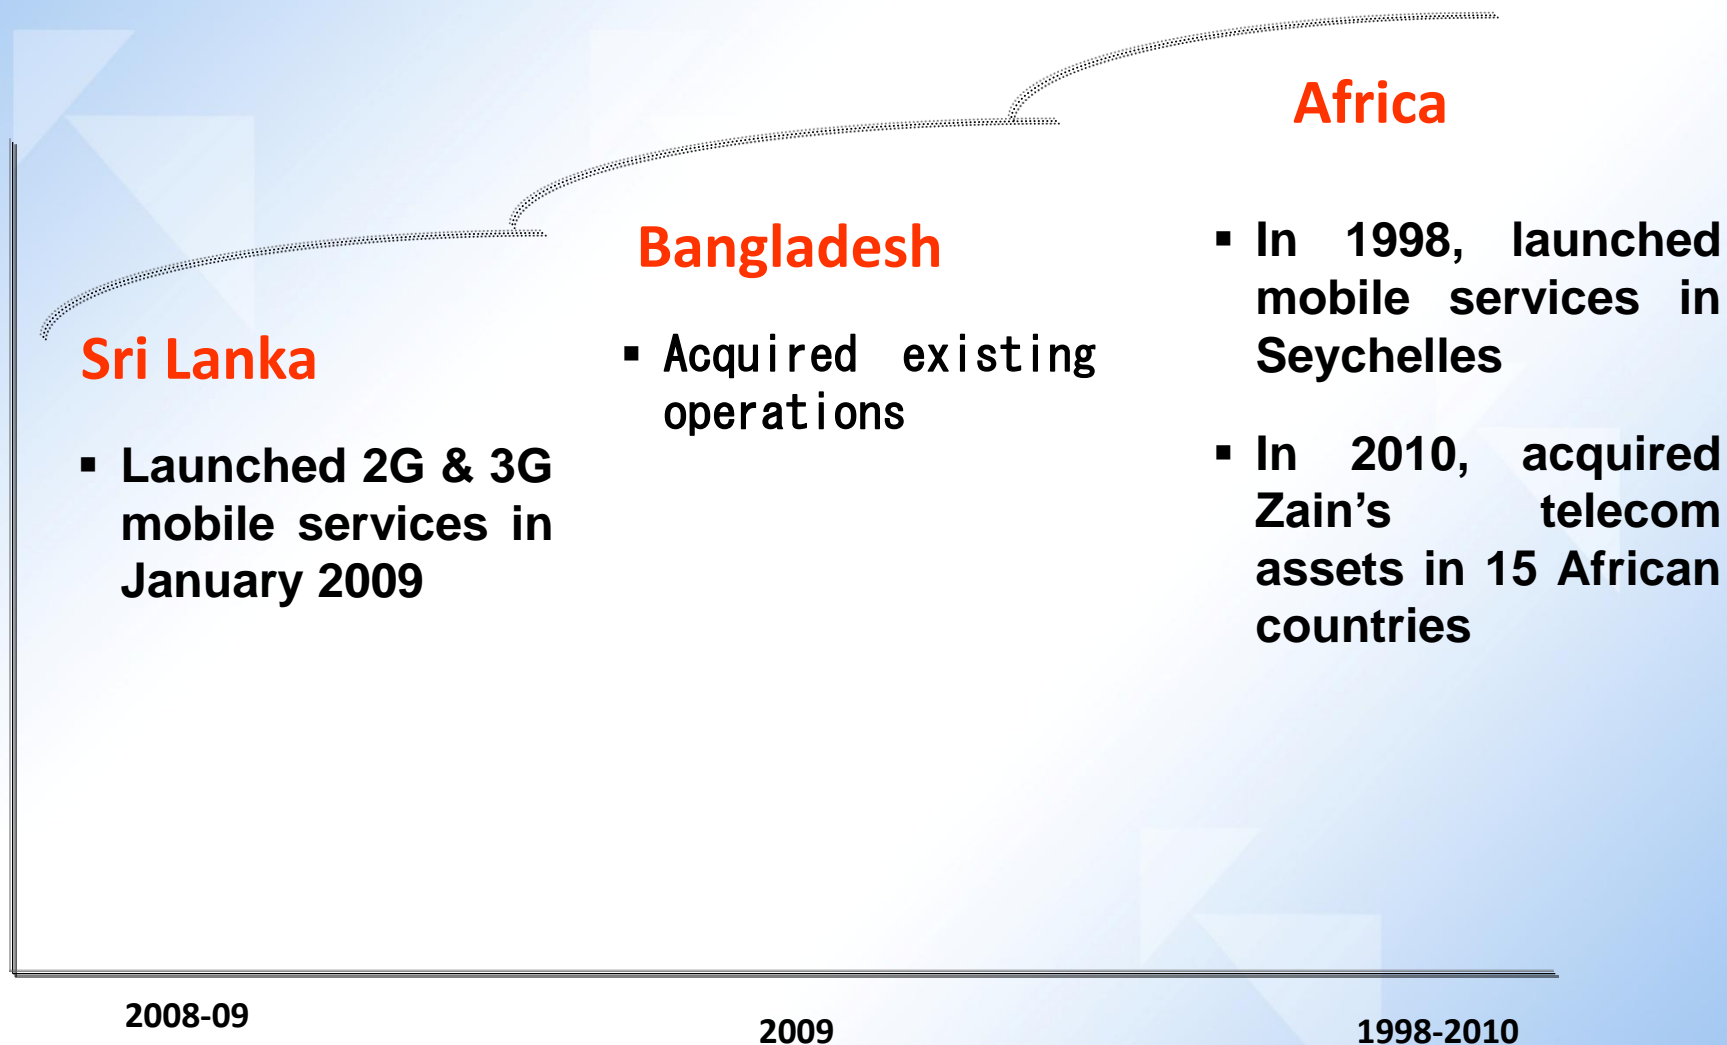 Sri Lanka
▪ Launched 2G & 3G
mobile services in
January 2009
Bangladesh
▪ Acquired existing
operations
Africa
▪ In 1998, launched
mobile services in
Seychelles
▪ In 2010, acquired
Zain’s telecom
assets in 15 African
countries
2008-09
2009
1998-2010